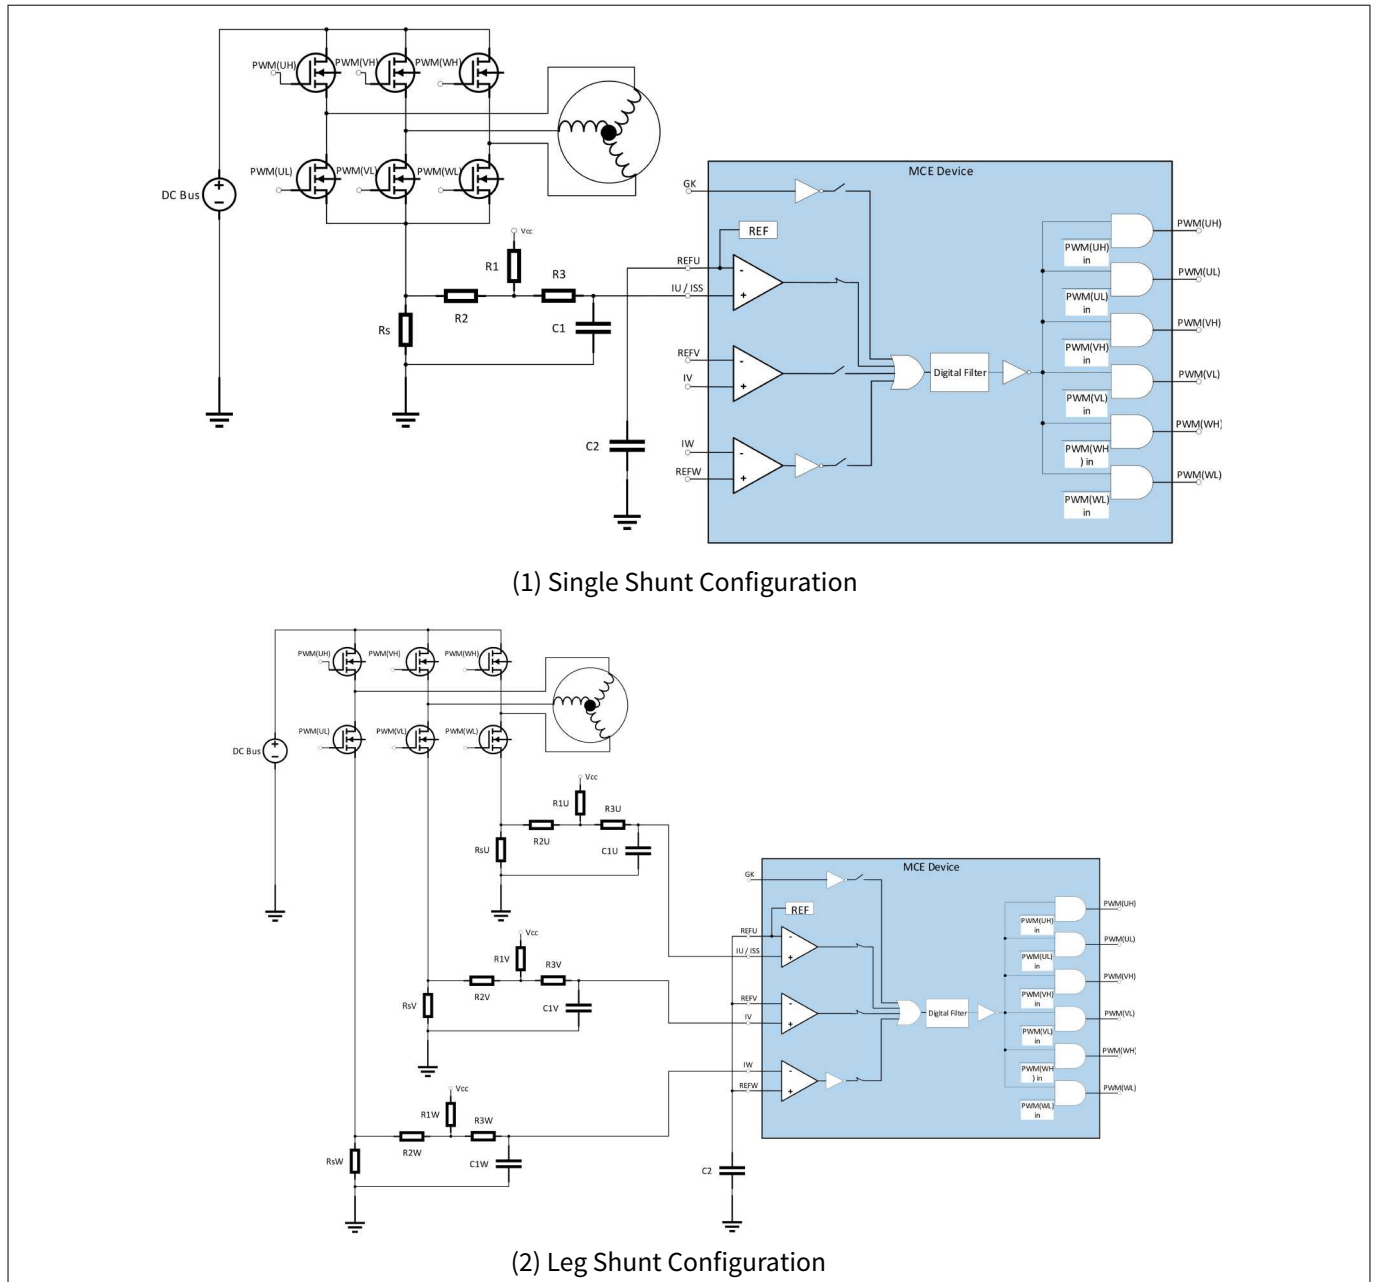 PWM(UH) PWM(VH) PWM(WH)
PWM(UL) PWM(VL) PWM(WL)
DC Bus
Vcc
R1
R3
R2
Rs
C1
C2
MCE Device
GK
REF
REFU
-
IU / ISS
+
REFV
-
IV
+
IW
-
REFW
+
Digital Filter
PWM(UH)
PWM(UH)
in
PWM(UL)
PWM(UL)
in
PWM(VH)
PWM(VH)
in
PWM(VL)
PWM(VL)
in
PWM(WH)
PWM(WH
) in
PWM(WL)
PWM(WL)
in
(1) Single Shunt Configuration
PWM(UH) PWM(VH) PWM(WH)
PWM(UL) PWM(VL) PWM(WL)
DC Bus
Vcc
R1U
R3U
R2U
RsU
C1U
Vcc
R1V
R3V
R2V
RsV
C1V
Vcc
R1W
R3W
R2W
RsW
C1W
C2
MCE Device
GK
REF
REFU
-
IU / ISS
+
REFV
-
IV
+
IW
-
REFW
+
Digital Filter
PWM(UH)
PWM(UH)
in
PWM(UL)
PWM(UL)
in
PWM(VH)
PWM(VH)
in
PWM(VL)
PWM(VL)
in
PWM(WH)
PWM(WH
) in
PWM(WL)
PWM(WL)
in
(2) Leg Shunt Configuration